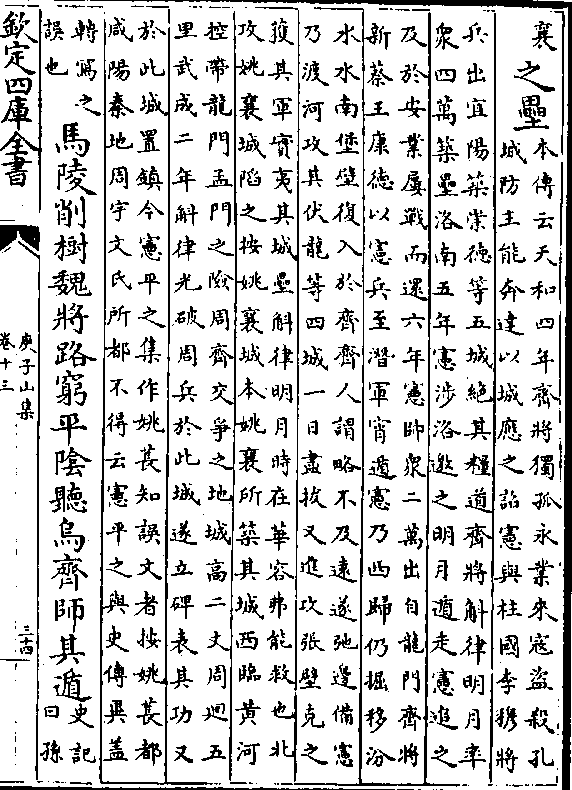 襄之壘
本傳云天和四年齊將獨孤永業來寇盜殺孔
城防主能奔達以城應之詔憲與柱國李穆將
兵出宜陽築崇德等五城絕其糧道齊將斛律明月率
衆四萬築壘洛南五年憲涉洛邀之明月遁走憲追之
及於安業屢戰而還六年憲師衆二萬出自龍門齊將
新蔡王康德以憲兵至潛軍宵遁憲乃西歸仍掘移汾
水水南堡壁復入於齊齊人謂略不及遠遂弛邊備憲
乃渡河攻其伏龍等四城一日盡拔又進攻張壁克之
獲其軍實夷其城壘斛律明月時在華容弗能救也北
攻姚襄城陷之按姚襄城本姚襄所築其城西臨黃河
控帶龍門孟門之險周齊交爭之地城高二丈周廻五
里武成二年斛律光破周兵於此城遂立碑表其功又
於此城置鎮今憲平之集作姚萇知誤文者按姚萇都
咸陽秦地周宇文氏所都不得云憲平之與史傳異蓋
轉寫之
誤也
馬陵削樹魏將路窮平陰聽烏齊師其遁
史記
曰孫
欽定四庫全書
庾子山集
卷十三
三十四